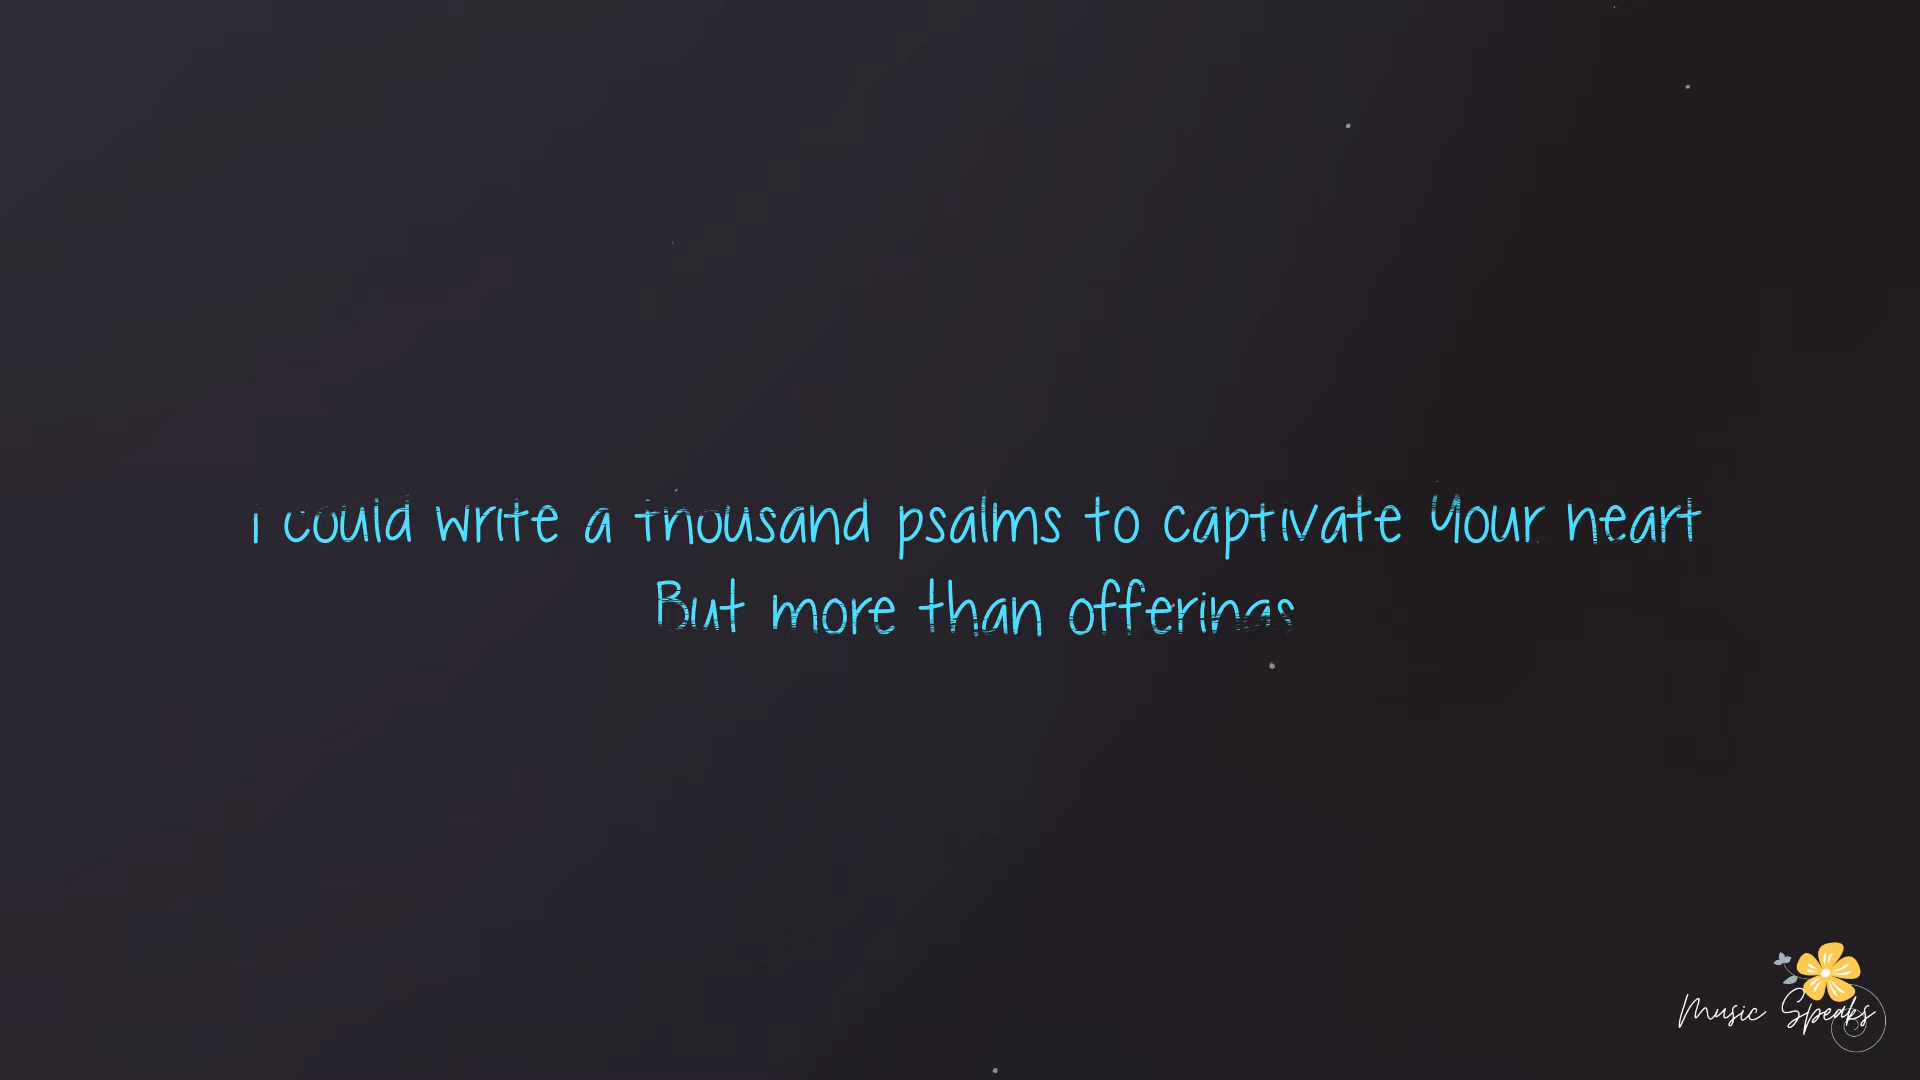 I could write a thousand psalms to captivate Your heart
But more than offerings
Music Speaks